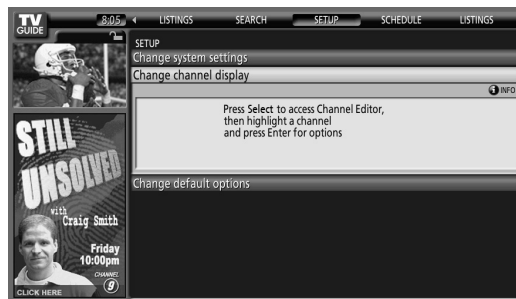 TV
GUIDE
8:05
LISTINGS SEARCH SETUP SCHEDULE LISTINGS
SETUP
Change system settings
Change channel display
i INFO
Press Select to access Channel Editor,
then highlight a channel
and press Enter for options
Change default options
STILL
UNSOLVED
with
Craig Smith
Friday
10:00pm
CHANNEL
9
CLICK HERE